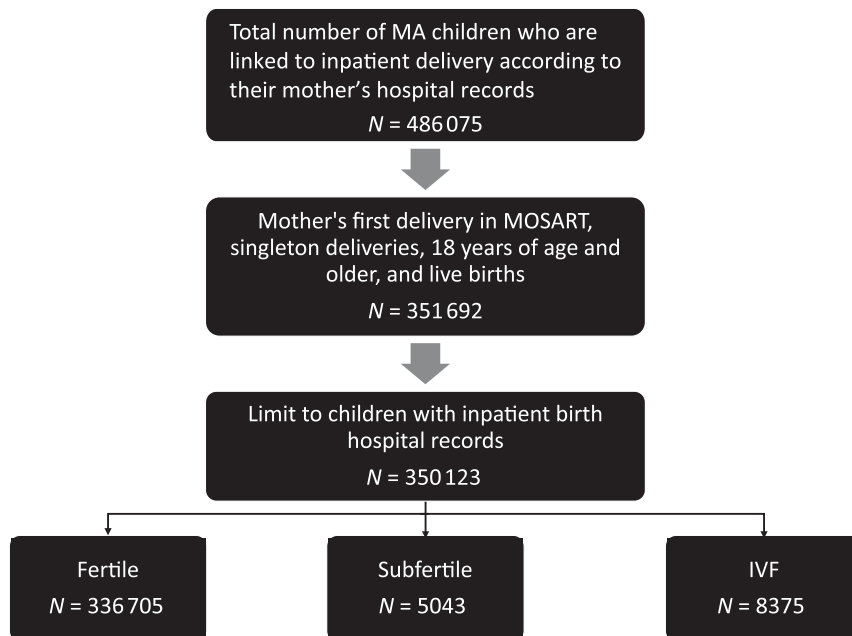 Total number of MA children who are
linked to inpatient delivery according to
their mother’s hospital records
N = 486 075
Mother's first delivery in MOSART,
singleton deliveries, 18 years of age and
older, and live births
N = 351 692
Limit to children with inpatient birth
hospital records
N = 350 123
Fertile
N = 336 705
Subfertile
N = 5043
IVF
N = 8375